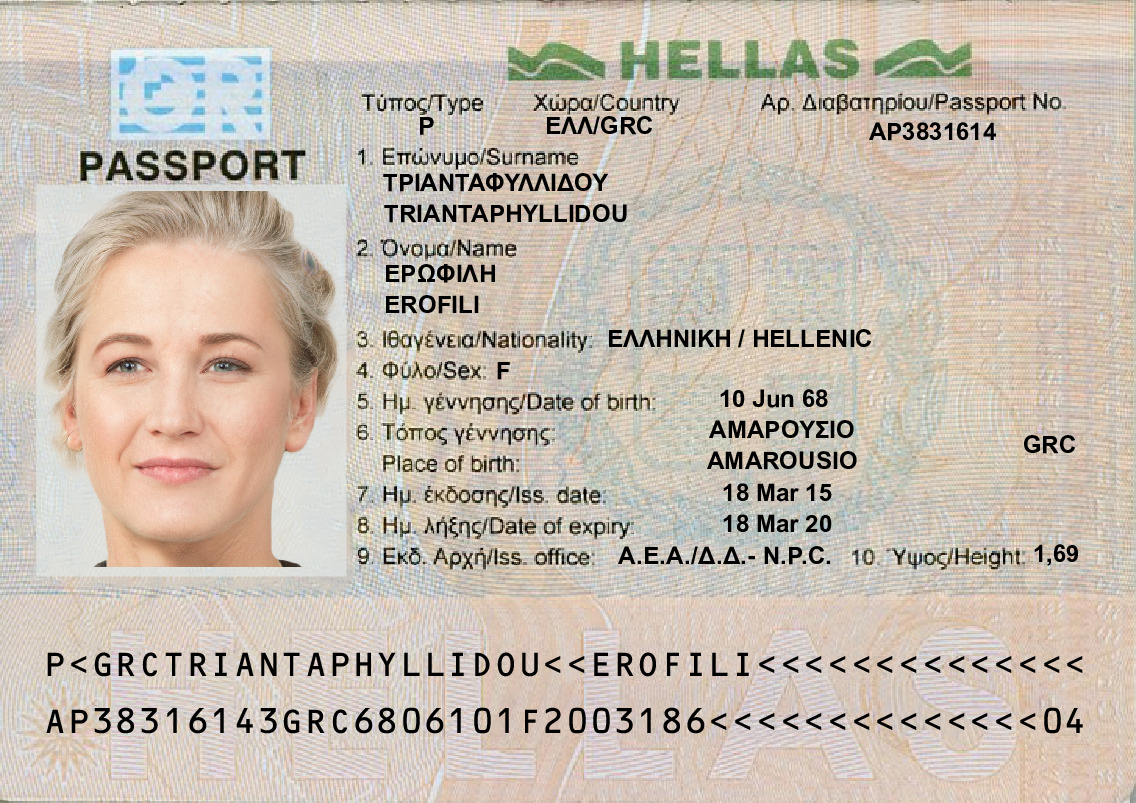 GR
HELLAS
PASSPORT
Τύπος/Type Χώρα/Country Αρ. Διαβατηρίου/Passport No.
P ΕΛΛ/GRC AP3831614
1. Επώνυμο/Surname
ΤΡΙΑΝΤΑΦΥΛΛΙΔΟΥ
TRIANTAPHYLLIDOU
2. Όνομα/Name
ΕΡΩΦΙΛΗ
EROFILI
3. Ιθαγένεια/Nationality: ΕΛΛΗΝΙΚΗ / HELLENIC
4. Φύλο/Sex: F
5. Ημ. γέννησης/Date of birth: 10 Jun 68
6. Τόπος γέννησης: ΑΜΑΡΟΥΣΙΟ
Place of birth: AMAROUSIO GRC
7. Ημ. έκδοσης/Iss. date: 18 Mar 15
8. Ημ. λήξης/Date of expiry: 18 Mar 20
9. Εκδ. Αρχή/Iss. office: Α.Ε.Α./Δ.Δ.- N.P.C. 10. Ύψος/Height: 1,69
HELLAS
P<GRCTRIANTAPHYLLIDOU<<EROFILI<<<<<<<<<<<<<<
AP38316143GRC6806101F2003186<<<<<<<<<<<<<<04